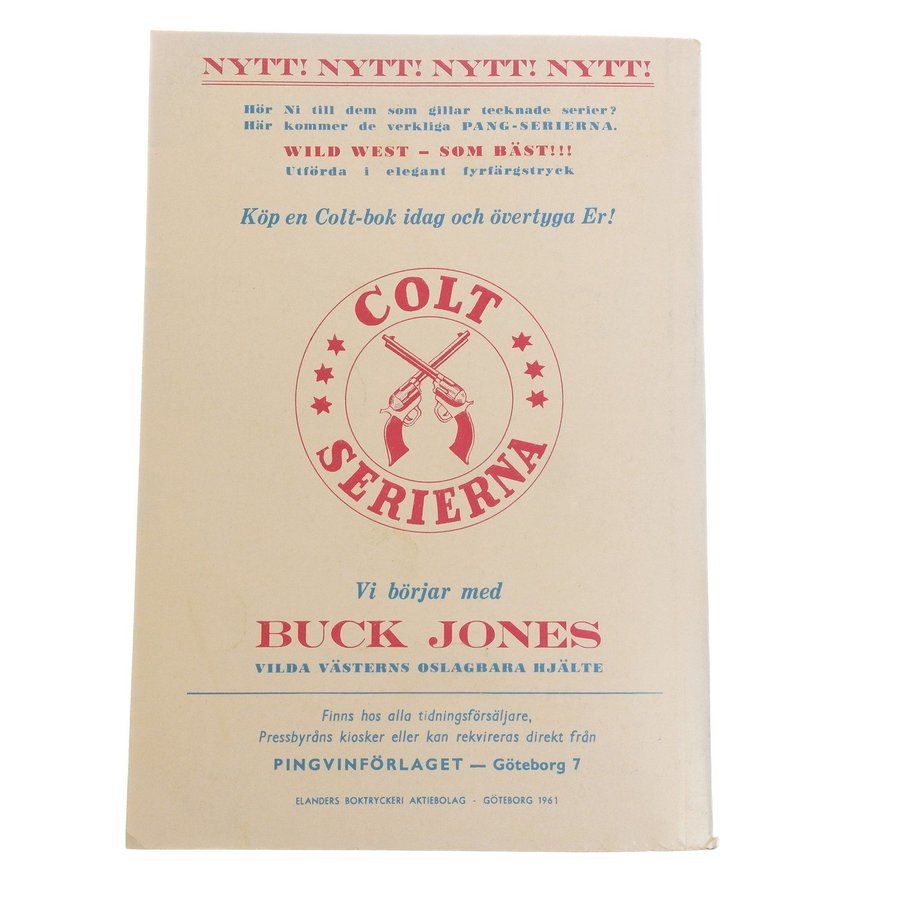 NYTT! NYTT! NYTT! NYTT!
Hör Ni till dem som gillar tecknade serier?
Här kommer de verkliga PANG-SERIERNA.
WILD WEST – SOM BÄST!!!
Utförda i elegant fyrfärgstryck
Köp en Colt-bok idag och övertyga Er!
COLT
SERIERNA
Vi börjar med
BUCK JONES
VILDA VÄSTERNS OSLAGBARA HJÄLTE
Finns hos alla tidningsförsäljare,
Pressbyråns kiosker eller kan rekvireras direkt från
PINGVINFÖRLAGET — Göteborg 7
ELANDERS BOKTRYCKERI AKTIEBOLAG - GÖTEBORG 1961